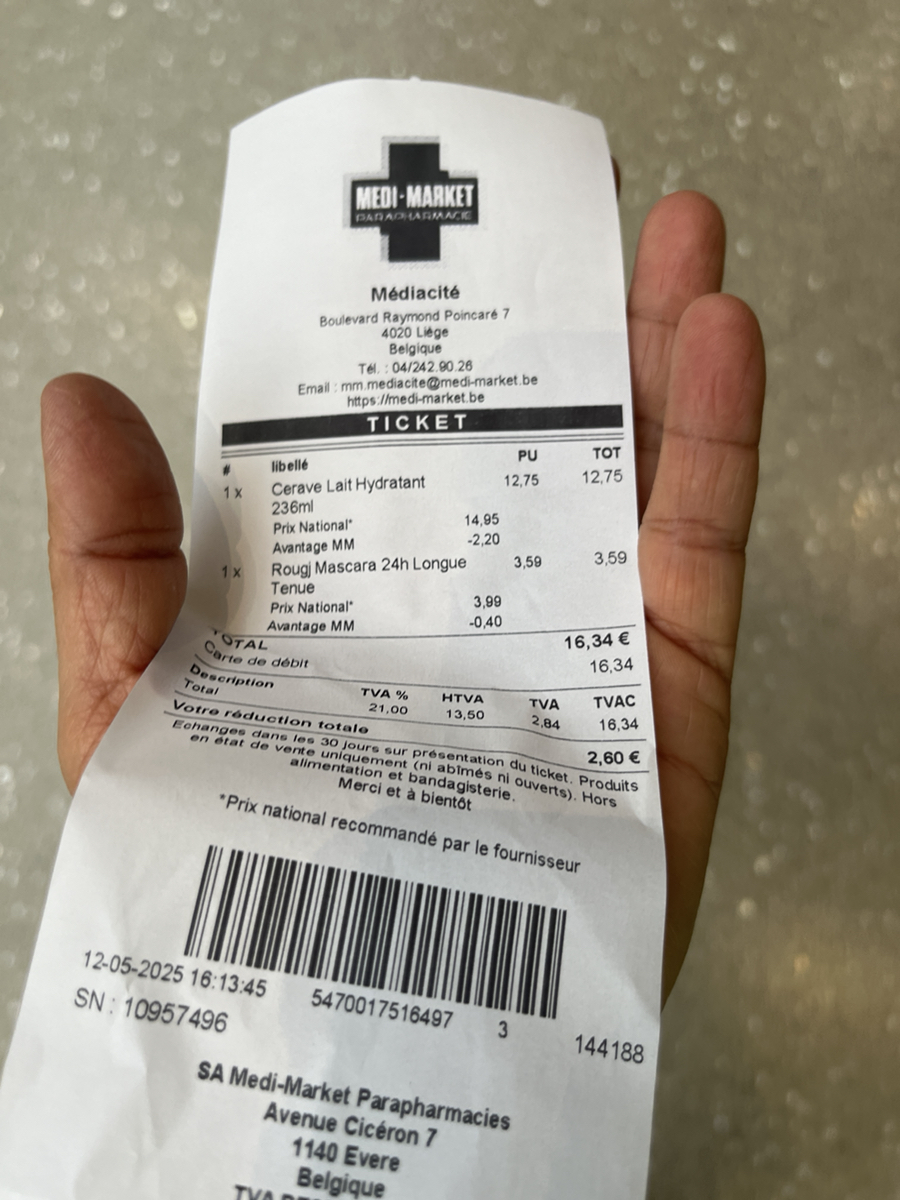 MEDI-MARKET
PARAPHARMACIE
Médiacité
Boulevard Raymond Poincaré 7
4020 Liège
Belgique
Tél. : 04/242.90.26
Email : mm.mediacite@medi-market.be
https://medi-market.be
TICKET
# libellé PU TOT
1 x Cerave Lait Hydratant 12,75 12,75
236ml
Prix National* 14,95
Avantage MM -2,20
1 x Rougj Mascara 24h Longue 3,59 3,59
Tenue
Prix National* 3,99
Avantage MM -0,40
TOTAL 16,34 €
Carte de débit 16,34
Description TVA % HTVA TVA TVAC
Total 21,00 13,50 2,84 16,34
Votre réduction totale 2,60 €
Echanges dans les 30 jours sur présentation du ticket. Produits
en état de vente uniquement (ni abîmés ni ouverts). Hors
alimentation et bandagisterie.
Merci et à bientôt
*Prix national recommandé par le fournisseur
12-05-2025 16:13:45 5470017516497 3 144188
SN : 10957496
SA Medi-Market Parapharmacies
Avenue Cicéron 7
1140 Evere
Belgique
TVA